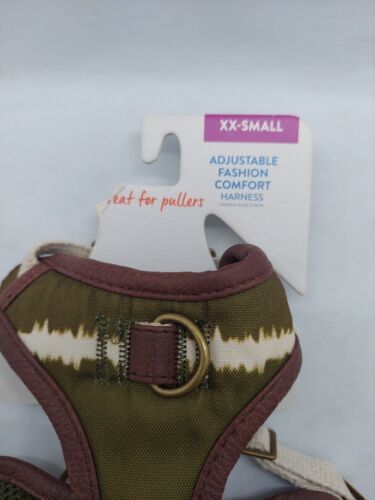 XX-SMALL
ADJUSTABLE
FASHION
COMFORT
HARNESS
eat for pullers